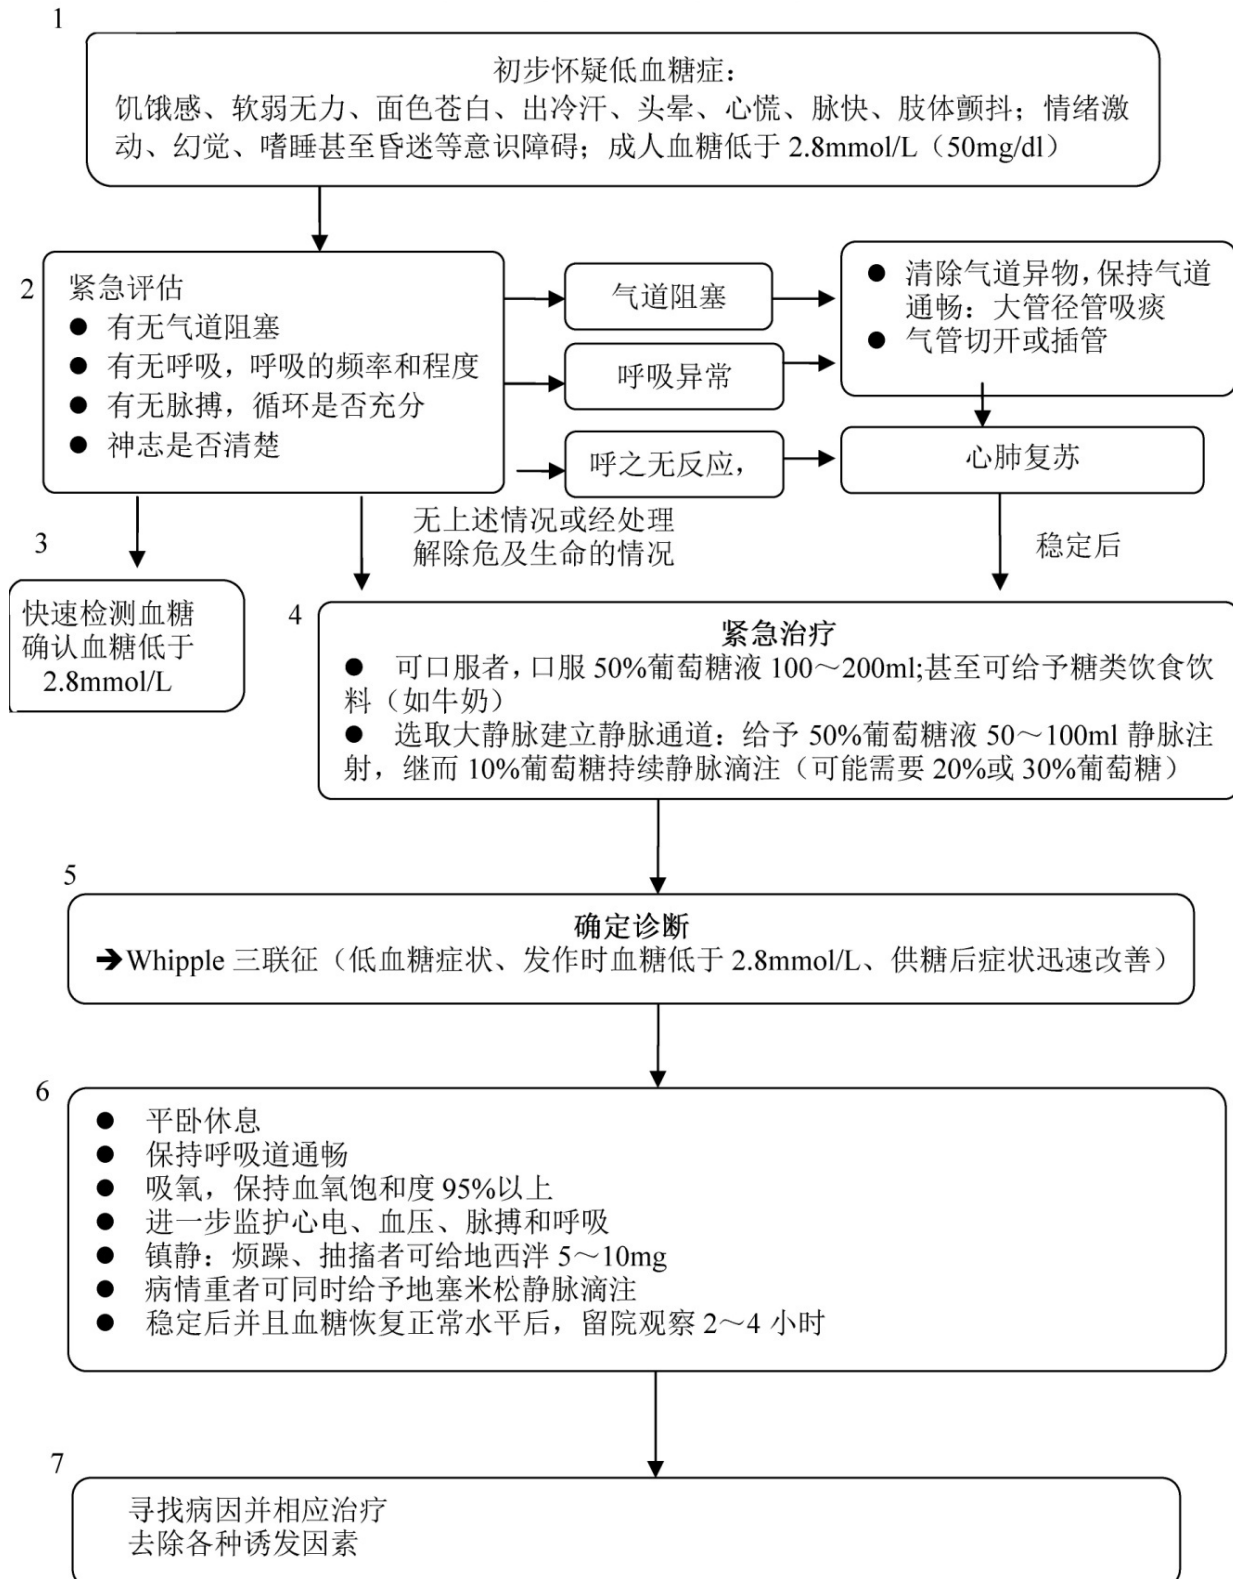 1
初步怀疑低血糖症：
饥饿感、软弱无力、面色苍白、出冷汗、头晕、心慌、脉快、肢体颤抖；情绪激
动、幻觉、嗜睡甚至昏迷等意识障碍；成人血糖低于 2.8mmol/L（50mg/dl）
2
紧急评估
● 有无气道阻塞
● 有无呼吸，呼吸的频率和程度
● 有无脉搏，循环是否充分
● 神志是否清楚
气道阻塞
呼吸异常
呼之无反应，
● 清除气道异物，保持气道
通畅：大管径管吸痰
● 气管切开或插管
心肺复苏
无上述情况或经处理
解除危及生命的情况
稳定后
3
快速检测血糖
确认血糖低于
2.8mmol/L
4
紧急治疗
● 可口服者，口服 50%葡萄糖液 100～200ml;甚至可给予糖类饮食饮
料（如牛奶）
● 选取大静脉建立静脉通道：给予 50%葡萄糖液 50～100ml 静脉注
射，继而 10%葡萄糖持续静脉滴注（可能需要 20%或 30%葡萄糖）
5
确定诊断
➔Whipple 三联征（低血糖症状、发作时血糖低于 2.8mmol/L、供糖后症状迅速改善）
6
● 平卧休息
● 保持呼吸道通畅
● 吸氧，保持血氧饱和度 95%以上
● 进一步监护心电、血压、脉搏和呼吸
● 镇静：烦躁、抽搐者可给地西泮 5～10mg
● 病情重者可同时给予地塞米松静脉滴注
● 稳定后并且血糖恢复正常水平后，留院观察 2～4 小时
7
寻找病因并相应治疗
去除各种诱发因素